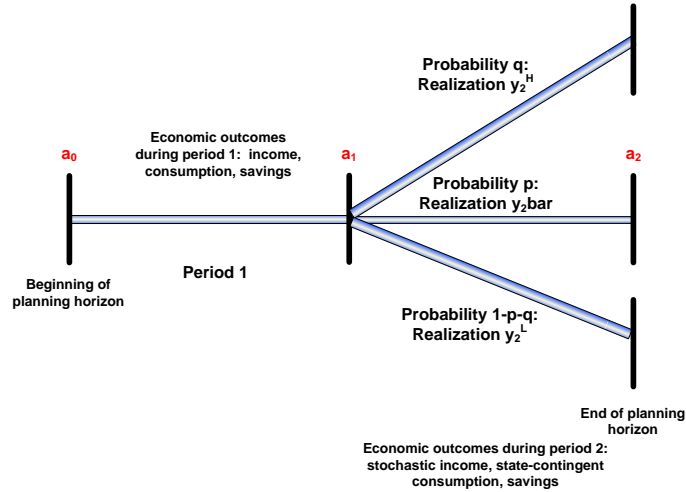 Probability q:
Realization y₂ᴴ
Economic outcomes
during period 1:  income,
consumption, savings
a₀
a₁
a₂
Probability p:
Realization y₂bar
Beginning of
planning horizon
Period 1
Probability 1-p-q:
Realization y₂ᴸ
End of planning
horizon
Economic outcomes during period 2:
stochastic income, state-contingent
consumption, savings